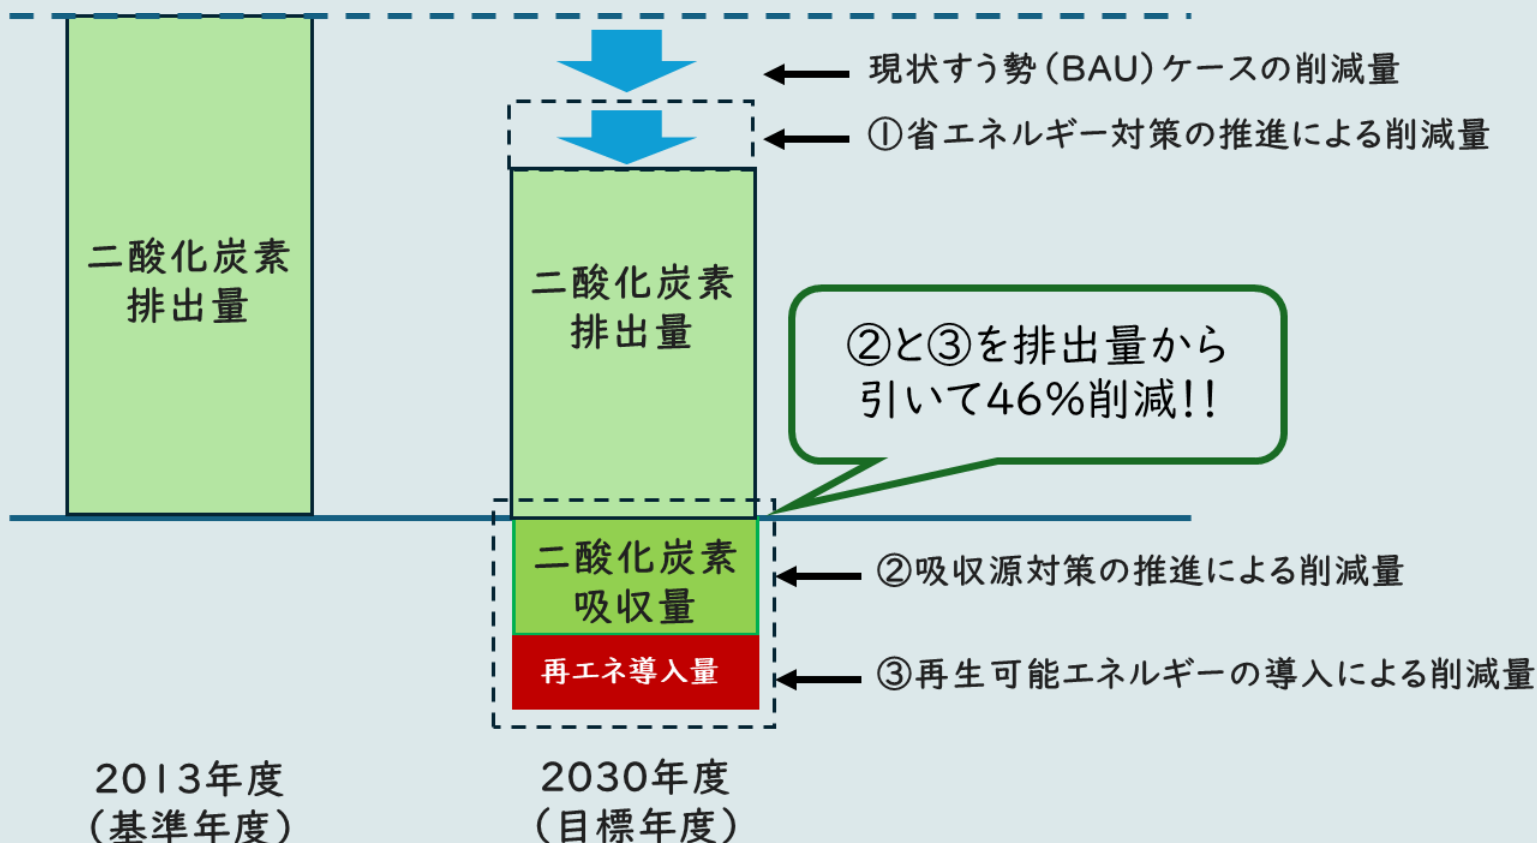 現状すう勢(BAU)ケースの削減量
①省エネルギー対策の推進による削減量
二酸化炭素
排出量
二酸化炭素
排出量
②と③を排出量から
引いて46%削減!!
二酸化炭素
吸収量
②吸収源対策の推進による削減量
再エネ導入量
③再生可能エネルギーの導入による削減量
2013年度
(基準年度)
2030年度
(目標年度)